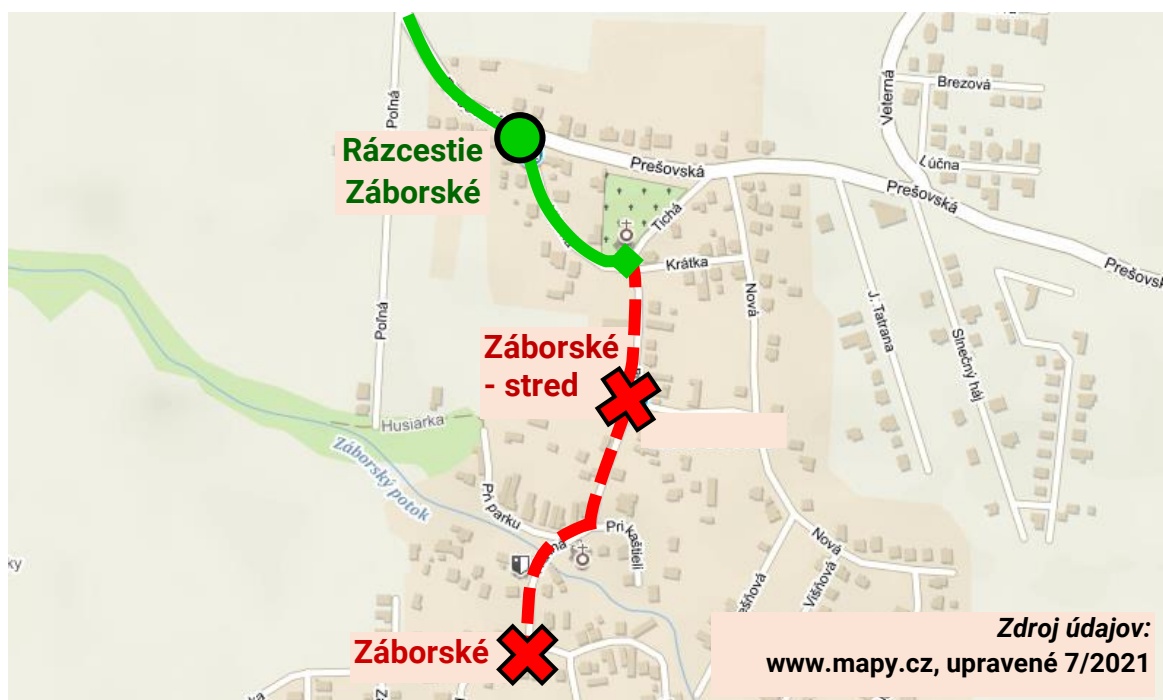 Brezová
Veterná
Lúčna
Poľná
Rázcestie
Záborské
Prešovská
Prešovská
Tichá
Krátka
Nová
J. Tatrana
Slnečný háj
Poľná
Záborské
- stred
Husiarka
Záborský
potok
Pri parku
Pri
kaštieli
Nová
Višňová
Záborské
Zdroj údajov:
www.mapy.cz, upravené 7/2021